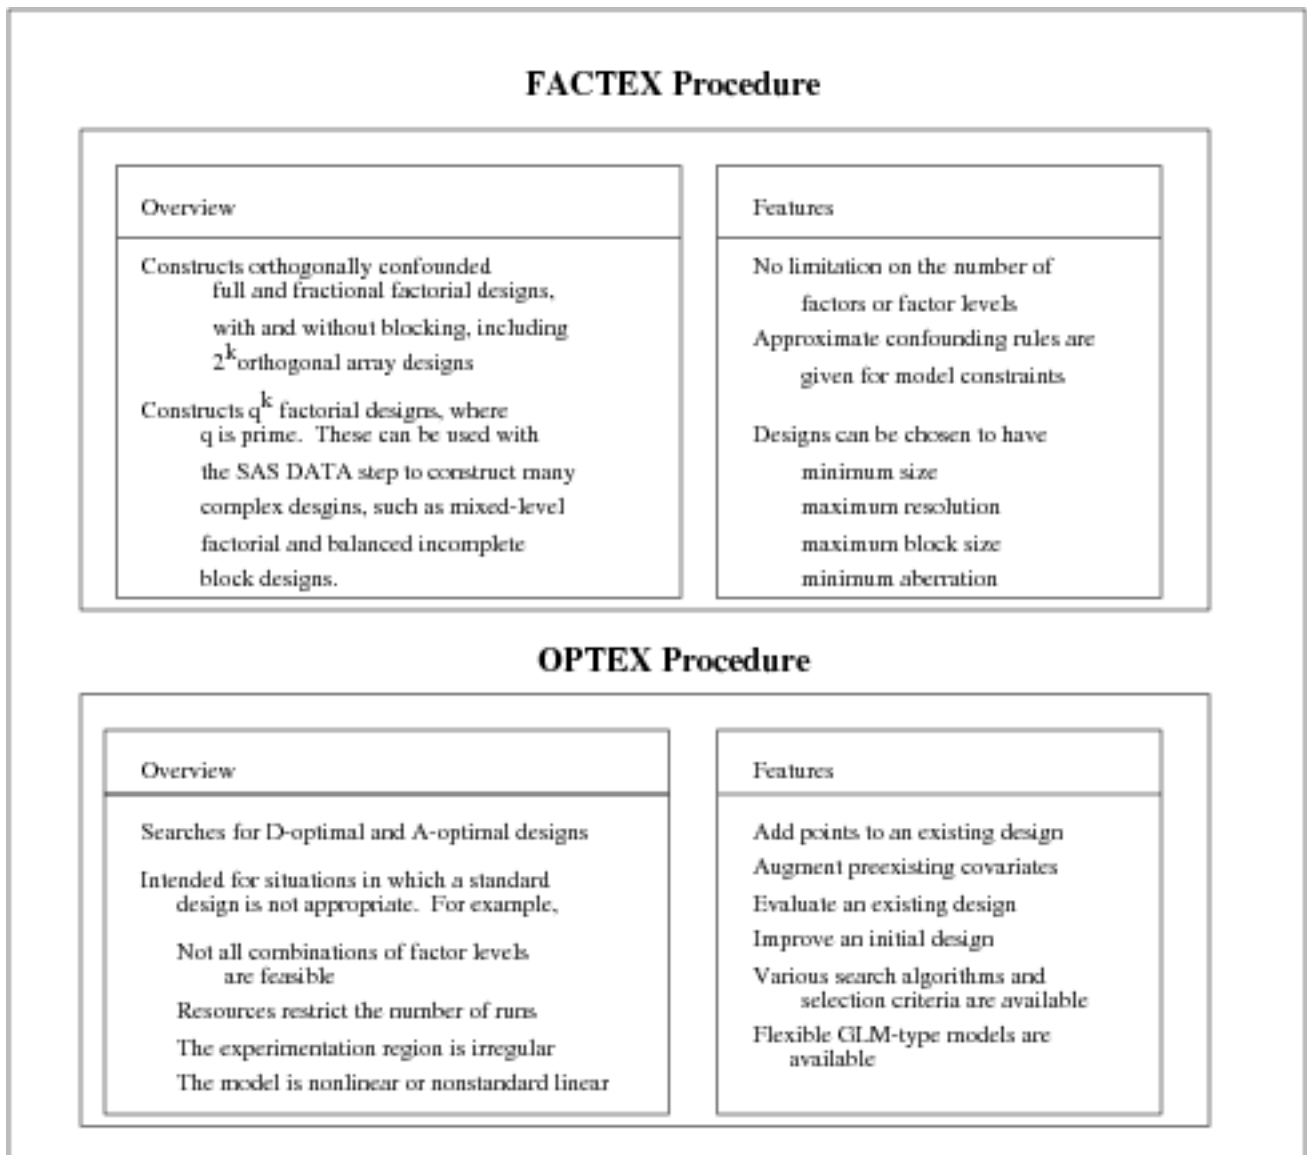 FACTEX Procedure
Overview
Constructs orthogonally confounded
full and fractional factorial designs,
with and without blocking, including
2^k orthogonal array designs
Constructs q^k factorial designs, where
q is prime. These can be used with
the SAS DATA step to construct many
complex desgins, such as mixed-level
factorial and balanced incomplete
block designs.
Features
No limitation on the number of
factors or factor levels
Approximate confounding rules are
given for model constraints
Designs can be chosen to have
minimum size
maximum resolution
maximum block size
minimum aberration
OPTEX Procedure
Overview
Searches for D-optimal and A-optimal designs
Intended for situations in which a standard
design is not appropriate. For example,
Not all combinations of factor levels
are feasible
Resources restrict the number of runs
The experimentation region is irregular
The model is nonlinear or nonstandard linear
Features
Add points to an existing design
Augment preexisting covariates
Evaluate an existing design
Improve an initial design
Various search algorithms and
selection criteria are available
Flexible GLM-type models are
available